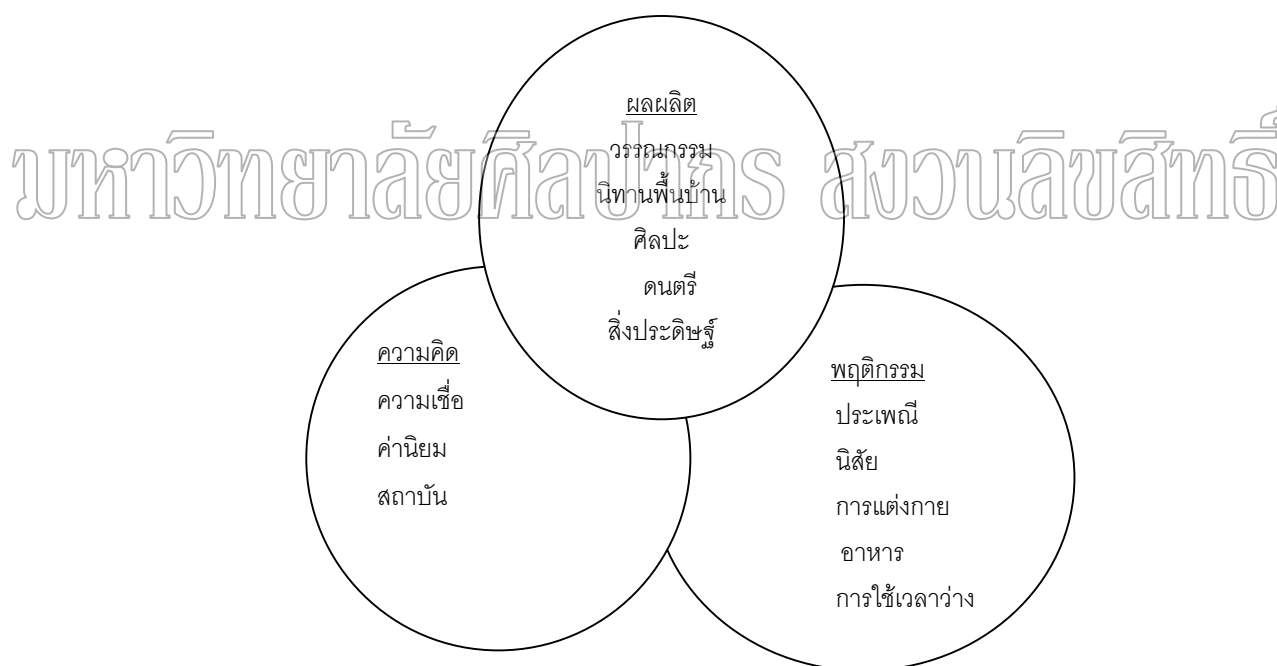 ผลผลิต
วรรณกรรม
นิทานพื้นบ้าน
ศิลปะ
ดนตรี
สิ่งประดิษฐ์
มหาวิทยาลัยศิลปากร สงวนลิขสิทธิ์
ความคิด
ความเชื่อ
ค่านิยม
สถาบัน
พฤติกรรม
ประเพณี
นิสัย
การแต่งกาย
อาหาร
การใช้เวลาว่าง